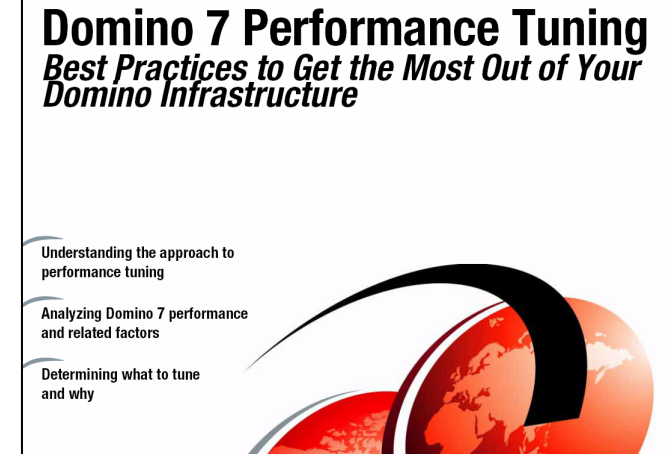 Domino 7 Performance Tuning
Best Practices to Get the Most Out of Your
Domino Infrastructure
Understanding the approach to
performance tuning
Analyzing Domino 7 performance
and related factors
Determining what to tune
and why